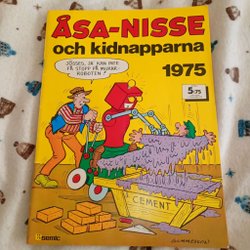 ÅSA-NISSE
och kidnapparna
1975
JÖSSES, JA KAN INTE
FÅ STOPP PÅ MURAR-
ROBOTEN!
5:75
CEMENT
semic